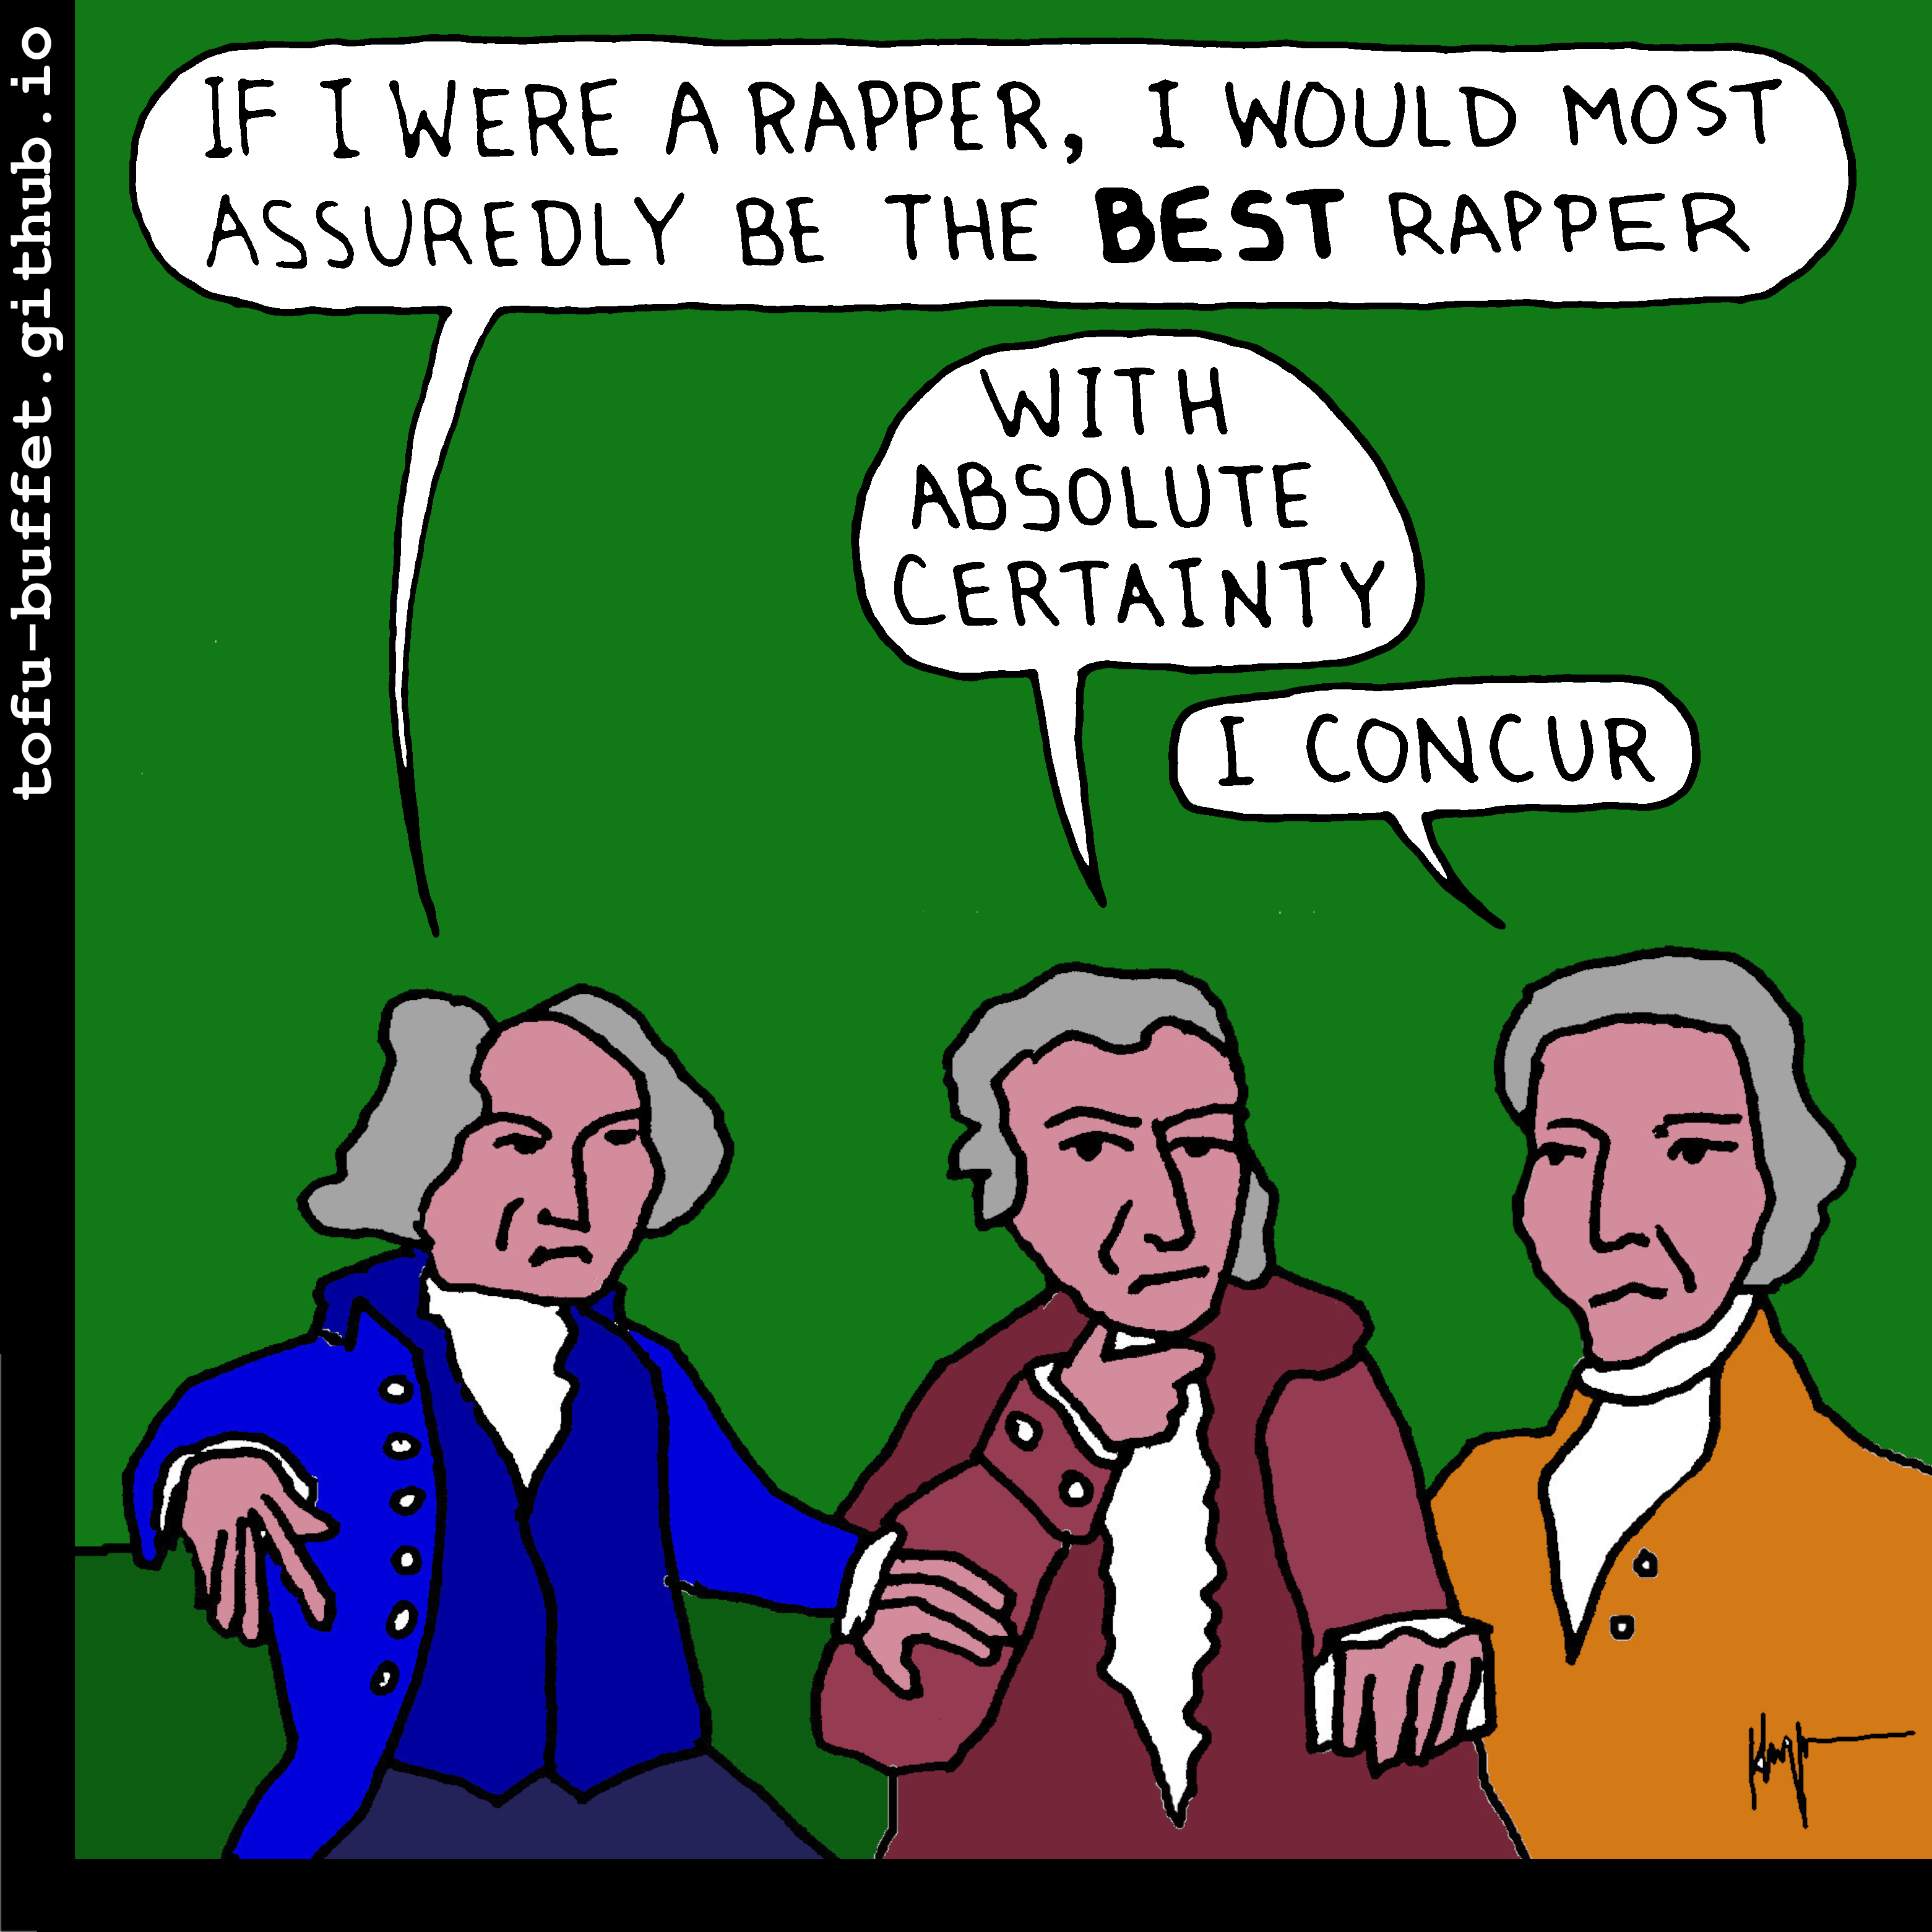 IF I WERE A RAPPER, I WOULD MOST
ASSUREDLY BE THE BEST RAPPER
WITH
ABSOLUTE
CERTAINTY
I CONCUR
tofu-buffet.github.io